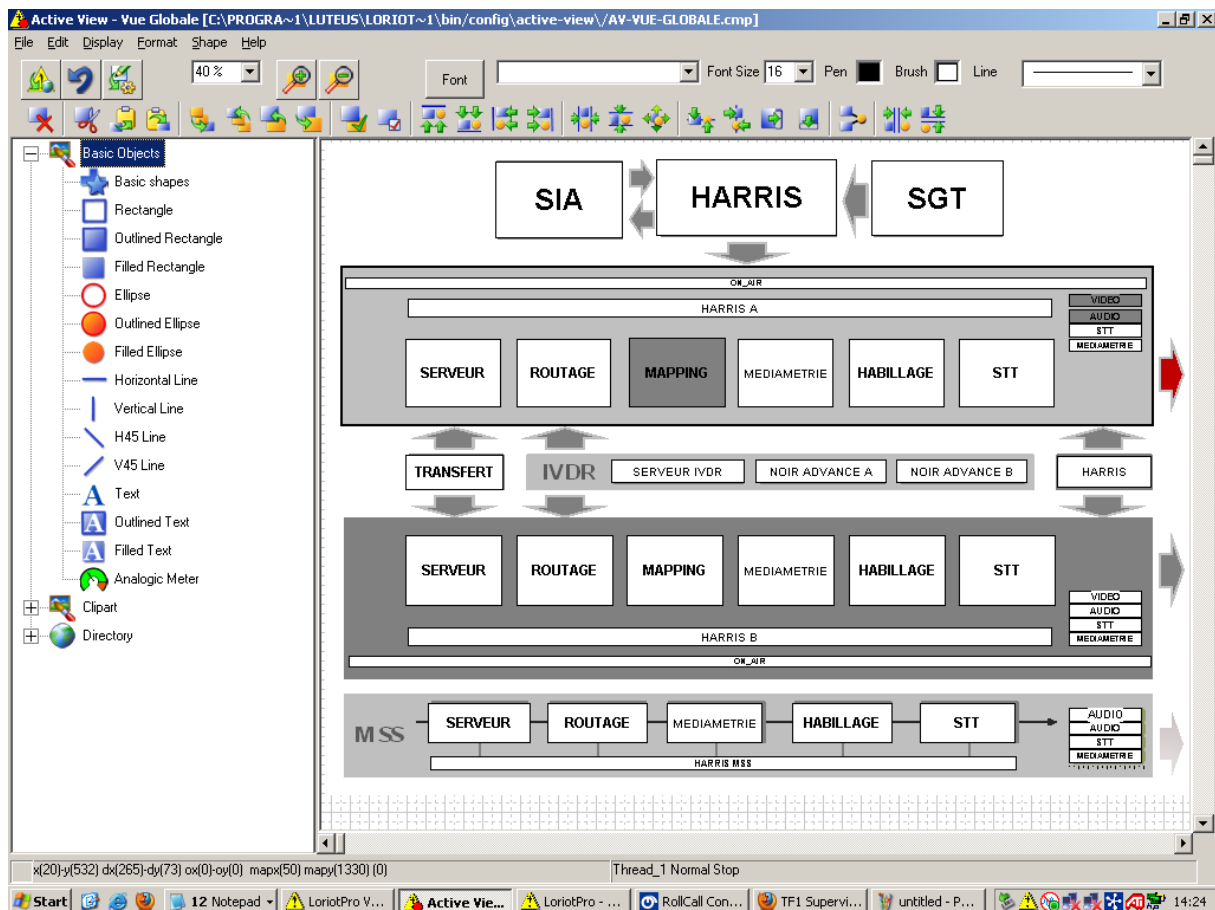 Active View - Vue Globale [C:\PROGRA~1\LUTEUS\LORIOT~1\bin/config\active-view\/AV-VUE-GLOBALE.cmp]
File Edit Display Format Shape Help
40 % Font Font Size 16 Pen Brush Line
Basic Objects
Basic shapes
Rectangle
Outlined Rectangle
Filled Rectangle
Ellipse
Outlined Ellipse
Filled Ellipse
Horizontal Line
Vertical Line
H45 Line
V45 Line
Text
Outlined Text
Filled Text
Analogic Meter
Clipart
Directory
SIA HARRIS SGT
ON_AIR
HARRIS A
VIDEO
AUDIO
STT
MEDIAMETRIE
SERVEUR ROUTAGE MAPPING MEDIAMETRIE HABILLAGE STT
TRANSFERT IVDR SERVEUR IVDR NOIR ADVANCE A NOIR ADVANCE B HARRIS
SERVEUR ROUTAGE MAPPING MEDIAMETRIE HABILLAGE STT
VIDEO
AUDIO
STT
MEDIAMETRIE
HARRIS B
ON_AIR
MSS SERVEUR ROUTAGE MEDIAMETRIE HABILLAGE STT
AUDIO
AUDIO
STT
MEDIAMETRIE
HARRIS MSS
x(20)-y(532) dx(265)-dy(73) ox(0)-oy(0) mapx(50) mapy(1330) (0) Thread_1 Normal Stop
Start 12 Notepad LoriotPro V... Active Vie... LoriotPro - ... RollCall Con... TF1 Supervi... untitled - P... 14:24